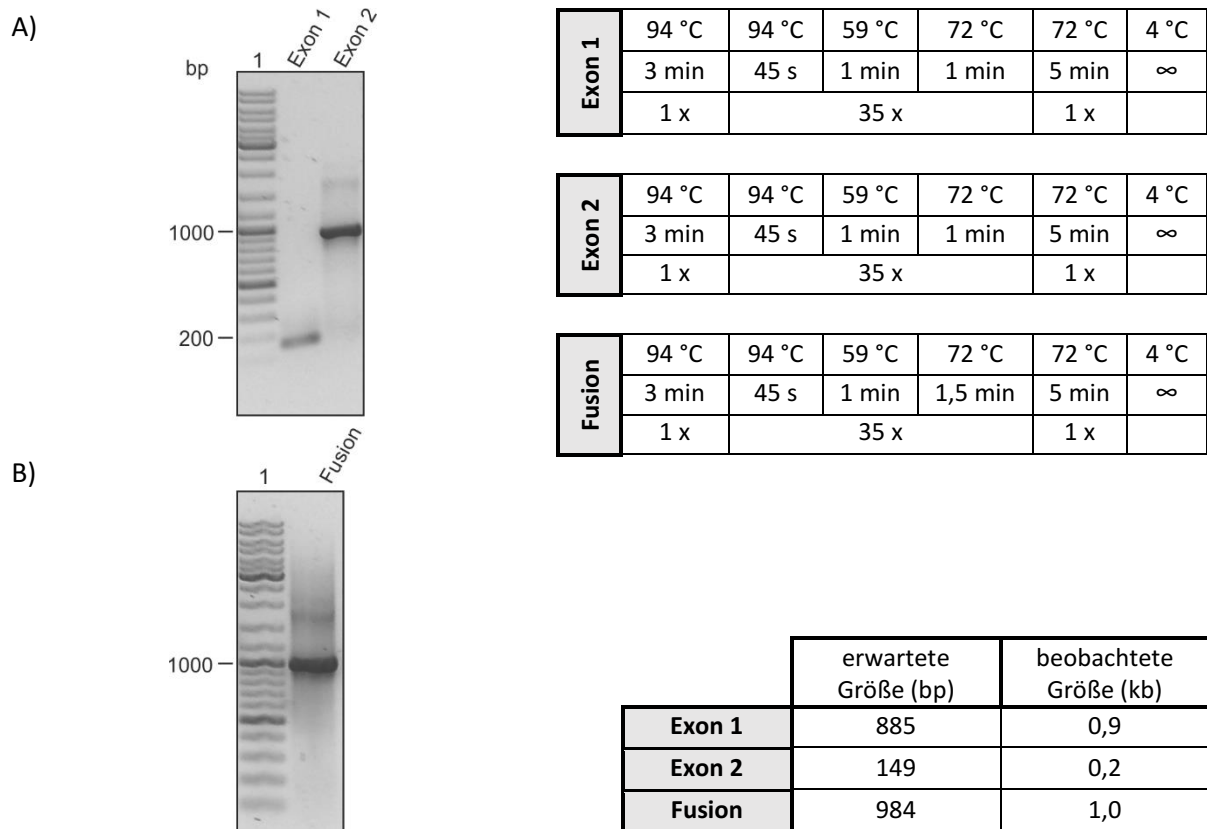 A)
bp
1
Exon 1
Exon 2
1000
200
Exon 1
94 °C 94 °C 59 °C 72 °C 72 °C 4 °C
3 min 45 s 1 min 1 min 5 min ∞
1 x 35 x 1 x
Exon 2
94 °C 94 °C 59 °C 72 °C 72 °C 4 °C
3 min 45 s 1 min 1 min 5 min ∞
1 x 35 x 1 x
Fusion
94 °C 94 °C 59 °C 72 °C 72 °C 4 °C
3 min 45 s 1 min 1,5 min 5 min ∞
1 x 35 x 1 x
B)
1
Fusion
1000
erwartete beobachtete
Größe (bp) Größe (kb)
Exon 1 885 0,9
Exon 2 149 0,2
Fusion 984 1,0